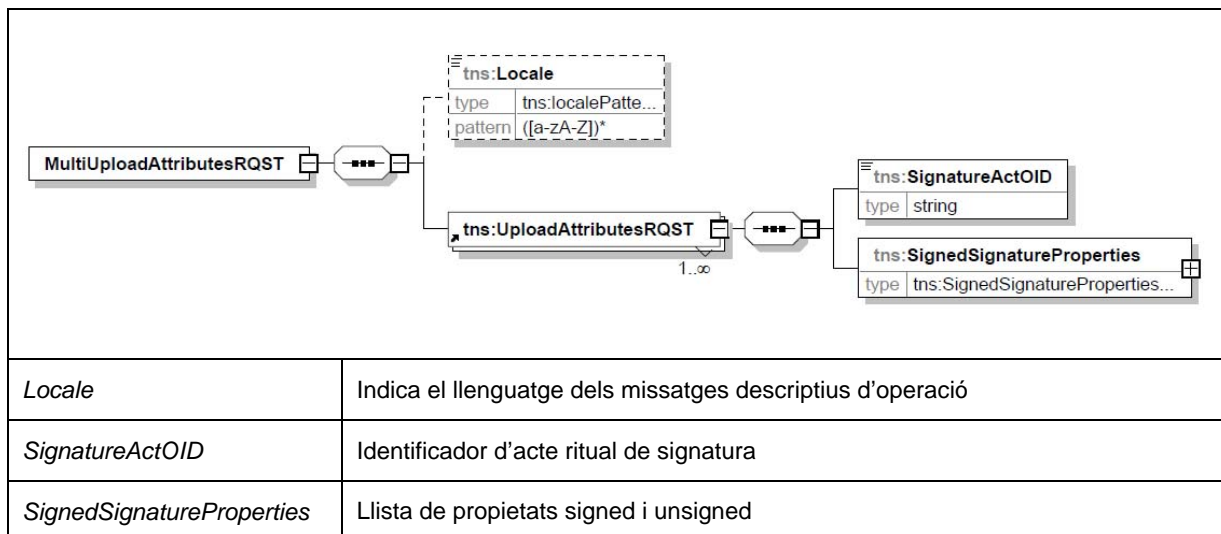 tns:Locale
type tns:localePatte...
pattern ([a-zA-Z])*
MultiUploadAttributesRQST
tns:SignatureActOID
type string
tns:UploadAttributesRQST
1..∞
tns:SignedSignatureProperties
type tns:SignedSignatureProperties...
Locale Indica el llenguatge dels missatges descriptius d’operació
SignatureActOID Identificador d’acte ritual de signatura
SignedSignatureProperties Llista de propietats signed i unsigned